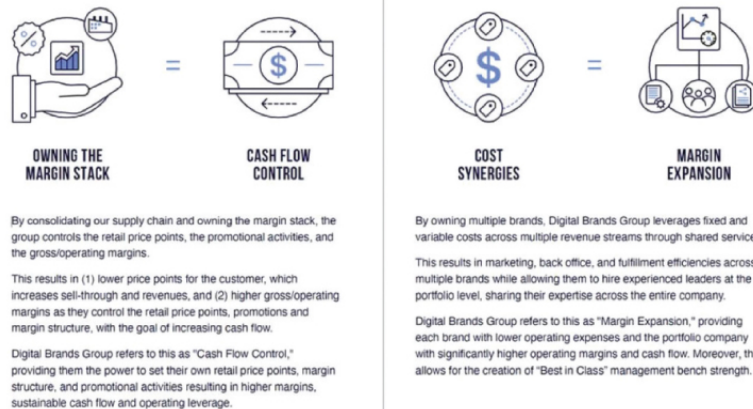 OWNING THE
MARGIN STACK
=
CASH FLOW
CONTROL
$
By consolidating our supply chain and owning the margin stack, the
group controls the retail price points, the promotional activities, and
the gross/operating margins.
This results in (1) lower price points for the customer, which
increases sell-through and revenues, and (2) higher gross/operating
margins as they control the retail price points, promotions and
margin structure, with the goal of increasing cash flow.
Digital Brands Group refers to this as "Cash Flow Control,"
providing them the power to set their own retail price points, margin
structure, and promotional activities resulting in higher margins,
sustainable cash flow and operating leverage.
$
COST
SYNERGIES
=
MARGIN
EXPANSION
By owning multiple brands, Digital Brands Group leverages fixed and
variable costs across multiple revenue streams through shared service
This results in marketing, back office, and fulfillment efficiencies across
multiple brands while allowing them to hire experienced leaders at the
portfolio level, sharing their expertise across the entire company.
Digital Brands Group refers to this as "Margin Expansion," providing
each brand with lower operating expenses and the portfolio company
with significantly higher operating margins and cash flow. Moreover, th
allows for the creation of "Best in Class" management bench strength.